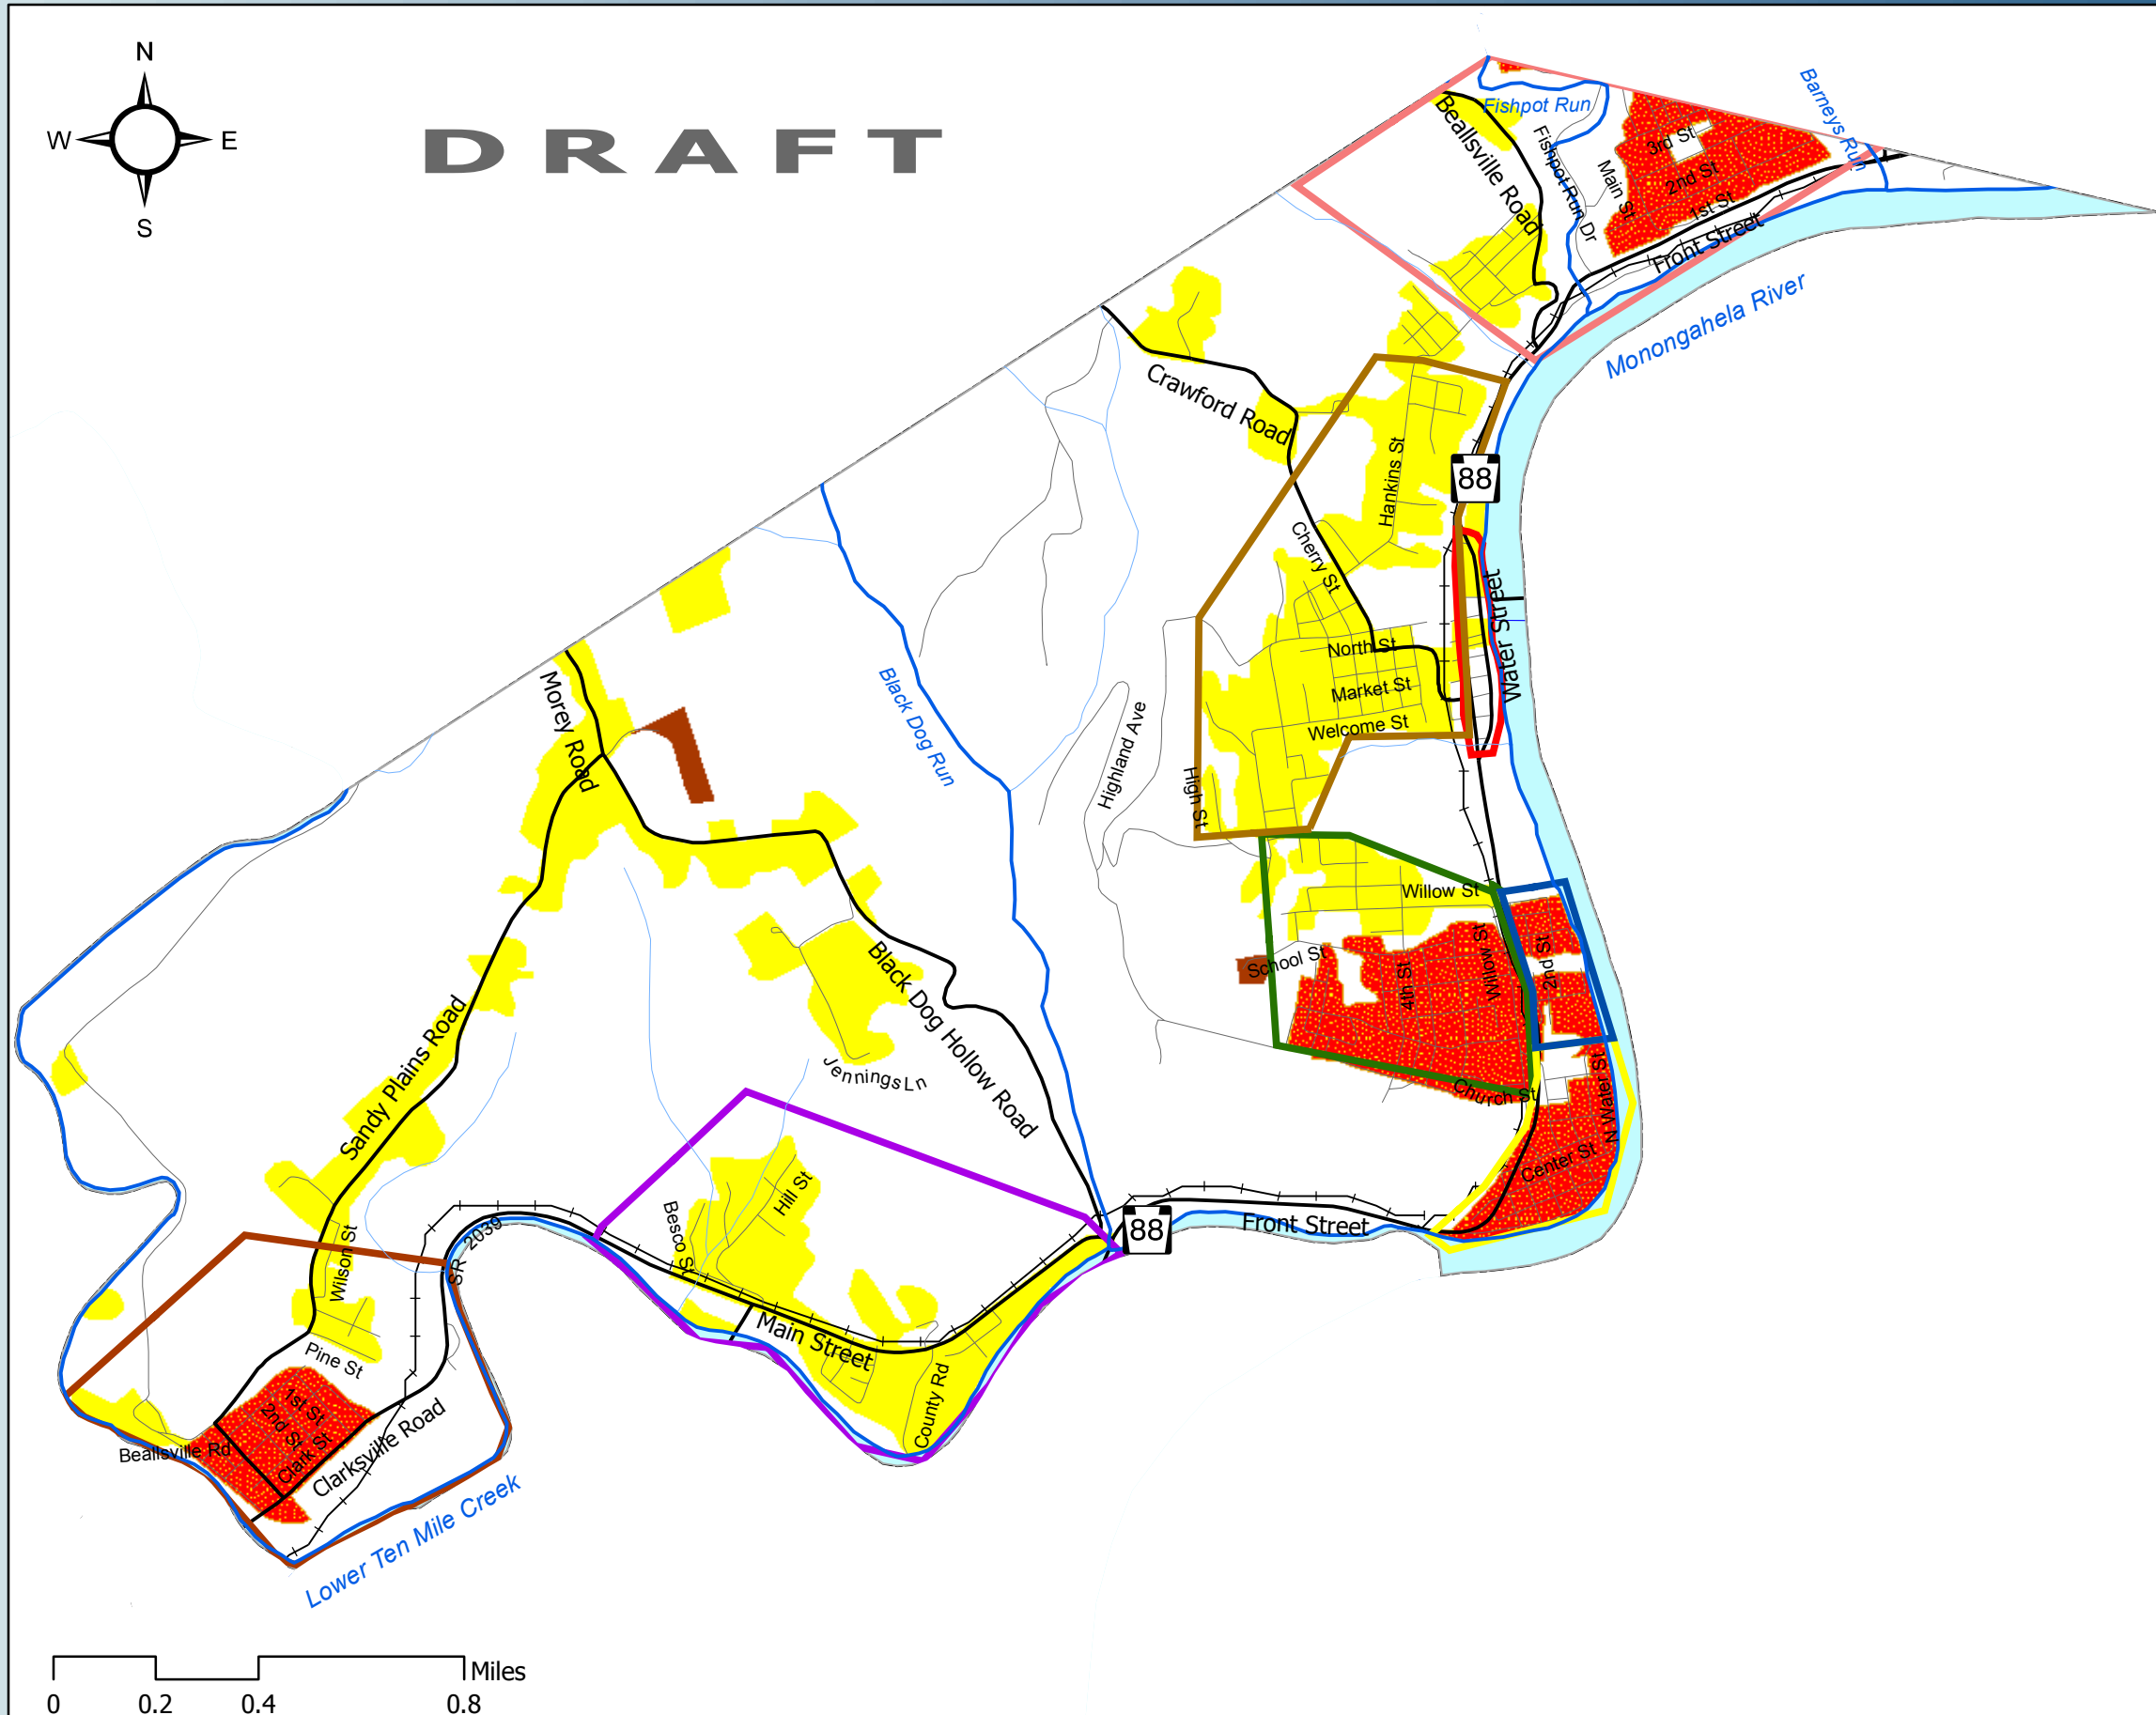 N
W
E
S
DRAFT
Fishpot Run
Barneys Run
Beallsville Road
Fishpot Run Dr
Main St
3rd St
2nd St
1st St
Front Street
Monongahela River
Crawford Road
Hankins St
88
Cherry St
Water Street
North St
Market St
Welcome St
Morey Road
Black Dog Run
Highland Ave
High St
Willow St
School St
4th St
Willow St
2nd St
Black Dog Hollow Road
Sandy Plains Road
Jennings Ln
Church St
N Water St
Center St
Hill St
Besco St
88
Front Street
SR 2039
Wilson St
Main Street
Pine St
County Rd
1st St
2nd St
Clark St
Beallsville Rd
Clarksville Road
Lower Ten Mile Creek
Miles
0 0.2 0.4 0.8